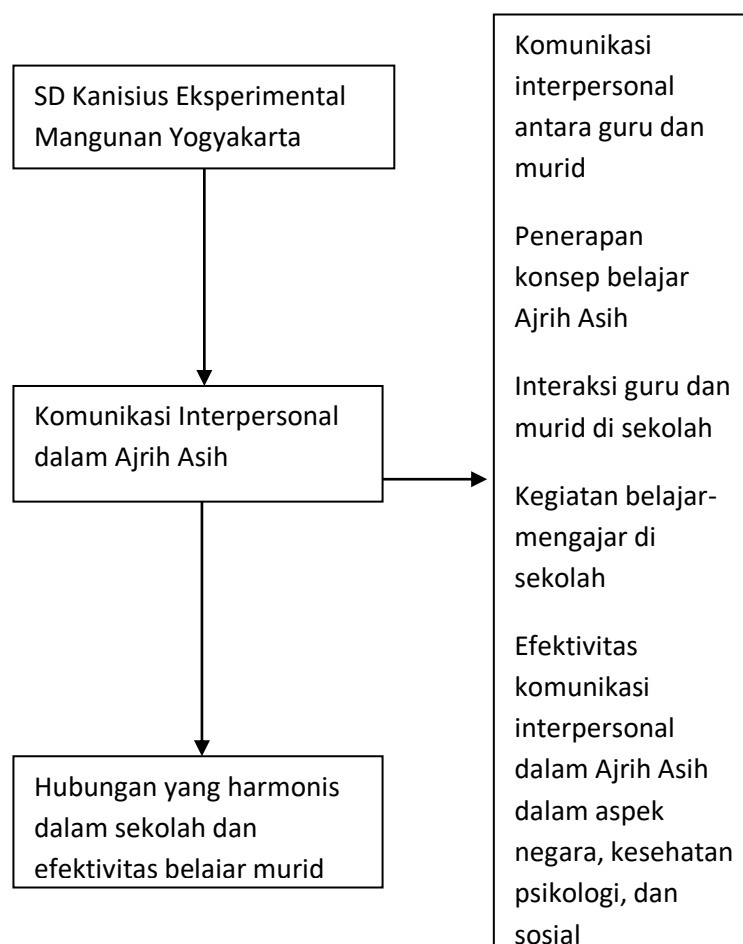 SD Kanisius Eksperimental
Mangunan Yogyakarta
Komunikasi Interpersonal
dalam Ajrih Asih
Hubungan yang harmonis
dalam sekolah dan
efektivitas belajar murid
Komunikasi
interpersonal
antara guru dan
murid
Penerapan
konsep belajar
Ajrih Asih
Interaksi guru dan
murid di sekolah
Kegiatan belajar-
mengajar di
sekolah
Efektivitas
komunikasi
interpersonal
dalam Ajrih Asih
dalam aspek
negara, kesehatan
psikologi, dan
sosial